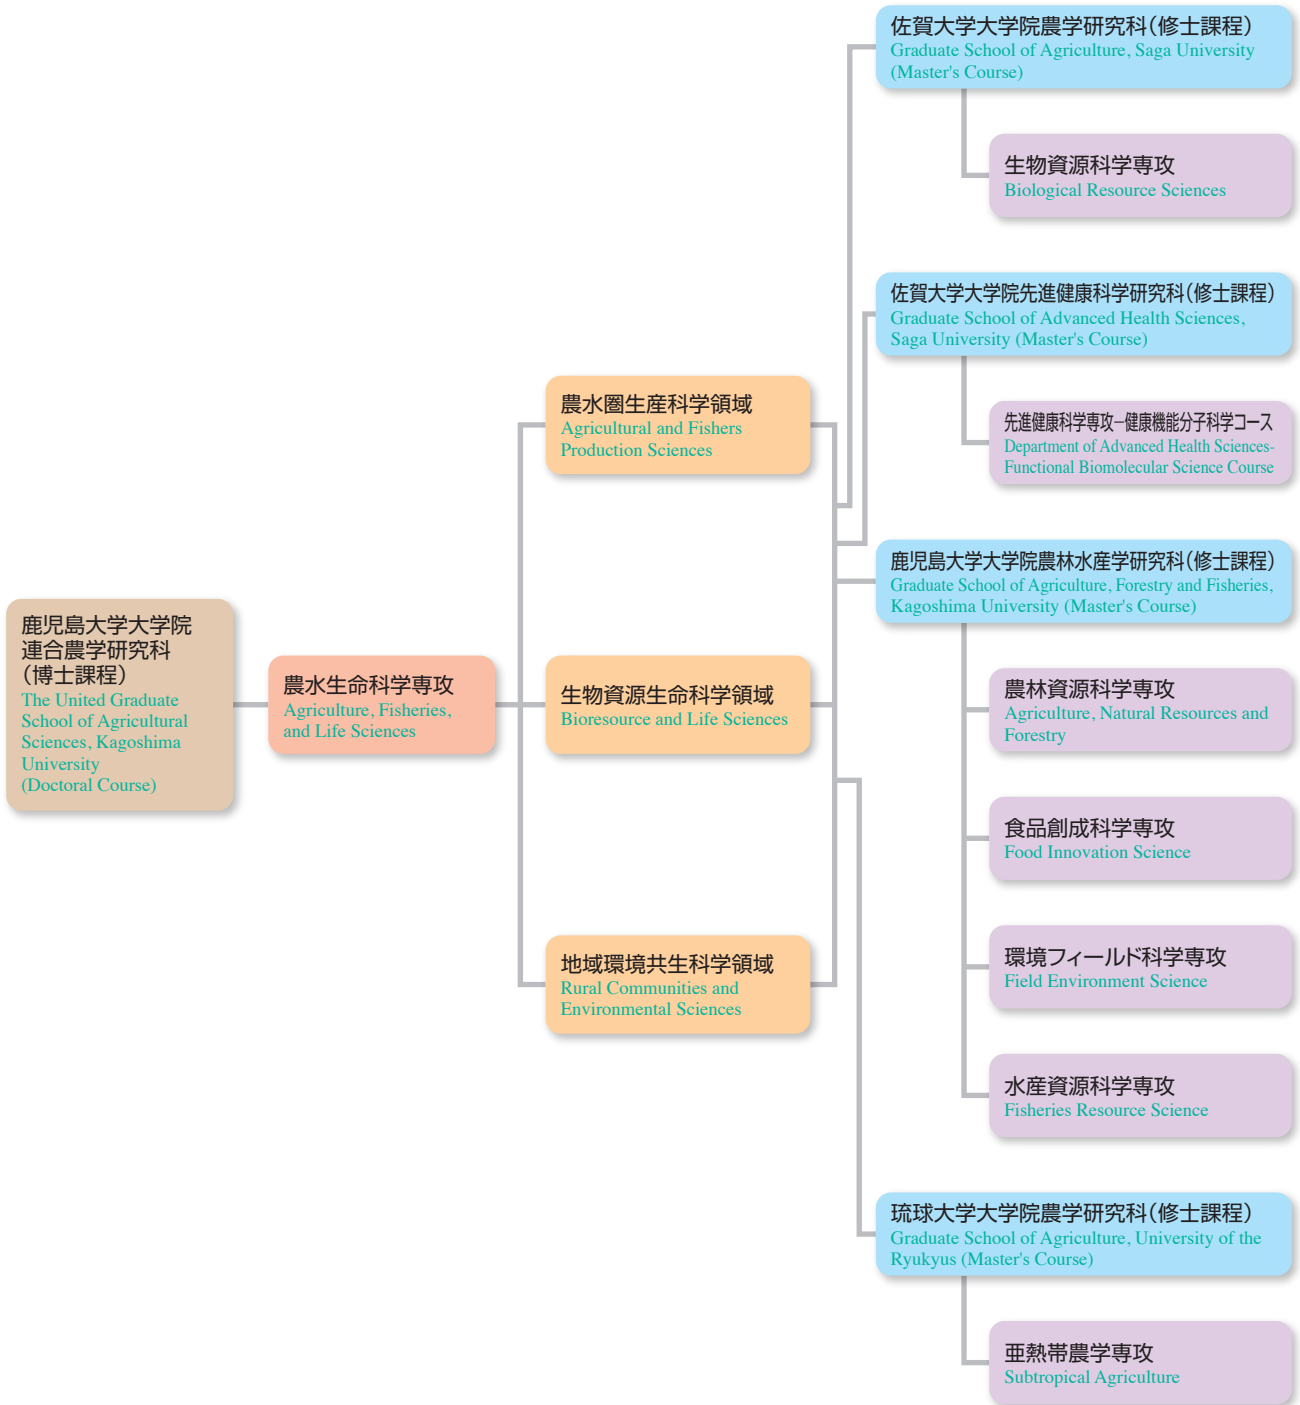 鹿児島大学大学院
連合農学研究科
（博士課程）
The United Graduate
School of Agricultural
Sciences, Kagoshima
University
(Doctoral Course)
農水生命科学専攻
Agriculture, Fisheries,
and Life Sciences
農水圏生産科学領域
Agricultural and Fishers
Production Sciences
生物資源生命科学領域
Bioresource and Life Sciences
地域環境共生科学領域
Rural Communities and
Environmental Sciences
佐賀大学大学院農学研究科（修士課程）
Graduate School of Agriculture, Saga University
(Master's Course)
生物資源科学専攻
Biological Resource Sciences
佐賀大学大学院先進健康科学研究科（修士課程）
Graduate School of Advanced Health Sciences,
Saga University (Master's Course)
先進健康科学専攻−健康機能分子科学コース
Department of Advanced Health Sciences-
Functional Biomolecular Science Course
鹿児島大学大学院農林水産学研究科（修士課程）
Graduate School of Agriculture, Forestry and Fisheries,
Kagoshima University (Master's Course)
農林資源科学専攻
Agriculture, Natural Resources and
Forestry
食品創成科学専攻
Food Innovation Science
環境フィールド科学専攻
Field Environment Science
水産資源科学専攻
Fisheries Resource Science
琉球大学大学院農学研究科（修士課程）
Graduate School of Agriculture, University of the
Ryukyus (Master's Course)
亜熱帯農学専攻
Subtropical Agriculture